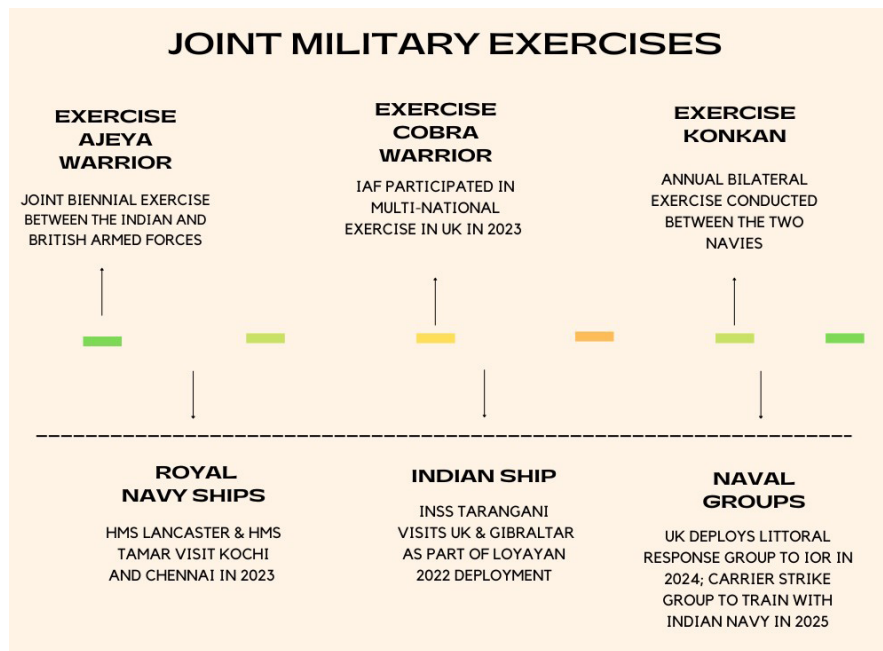 JOINT MILITARY EXERCISES
EXERCISE
AJEYA
WARRIOR
JOINT BIENNIAL EXERCISE
BETWEEN THE INDIAN AND
BRITISH ARMED FORCES
EXERCISE
COBRA
WARRIOR
IAF PARTICIPATED IN
MULTI-NATIONAL
EXERCISE IN UK IN 2023
EXERCISE
KONKAN
ANNUAL BILATERAL
EXERCISE CONDUCTED
BETWEEN THE TWO
NAVIES
ROYAL
NAVY SHIPS
HMS LANCASTER & HMS
TAMAR VISIT KOCHI
AND CHENNAI IN 2023
INDIAN SHIP
INSS TARANGANI
VISITS UK & GIBRALTAR
AS PART OF LOYAYAN
2022 DEPLOYMENT
NAVAL
GROUPS
UK DEPLOYS LITTORAL
RESPONSE GROUP TO IOR IN
2024; CARRIER STRIKE
GROUP TO TRAIN WITH
INDIAN NAVY IN 2025